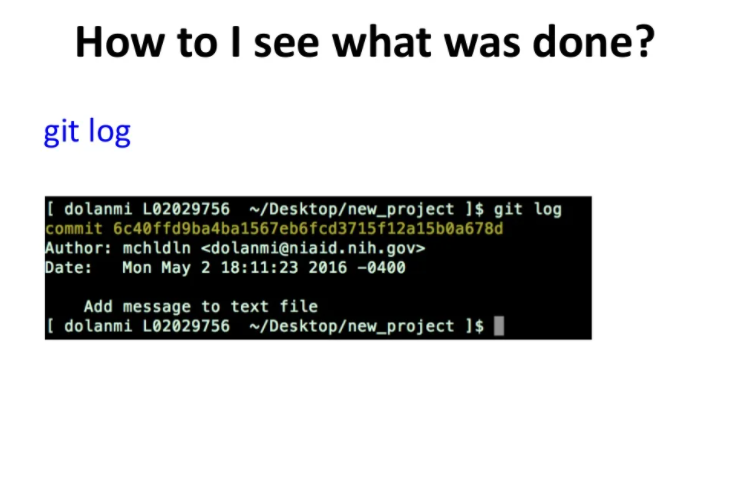 How to I see what was done?
git log
[ dolanmi L02029756 ~/Desktop/new_project ]$ git log
commit 6c40ffd9ba4ba1567eb6fcd3715f12a15b0a678d
Author: mchldln <dolanmi@niaid.nih.gov>
Date: Mon May 2 18:11:23 2016 -0400
Add message to text file
[ dolanmi L02029756 ~/Desktop/new_project ]$